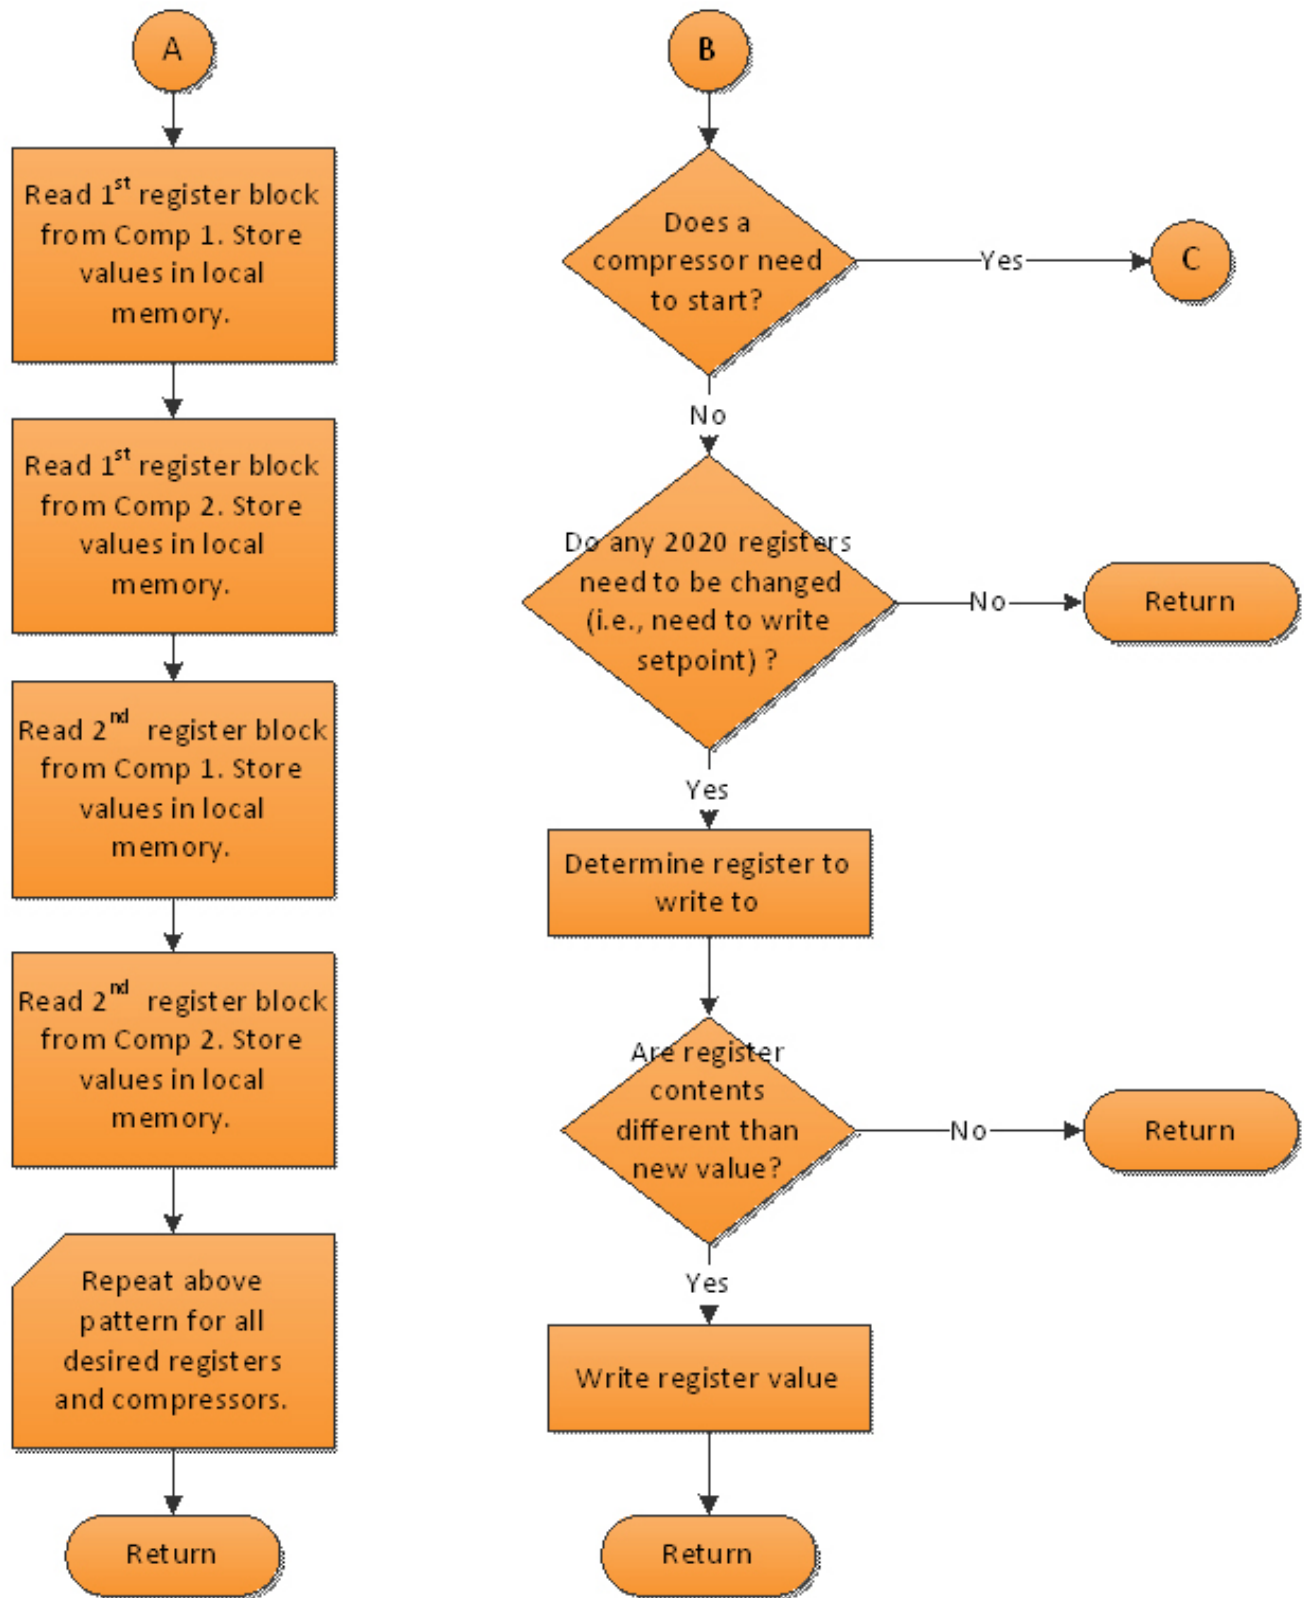 A
Read 1st register block
from Comp 1. Store
values in local
memory.
Read 1st register block
from Comp 2. Store
values in local
memory.
Read 2nd register block
from Comp 1. Store
values in local
memory.
Read 2nd register block
from Comp 2. Store
values in local
memory.
Repeat above
pattern for all
desired registers
and compressors.
Return
B
Does a
compressor need
to start?
Yes
C
No
Do any 2020 registers
need to be changed
(i.e., need to write
setpoint) ?
No
Return
Yes
Determine register to
write to
Are register
contents
different than
new value?
No
Return
Yes
Write register value
Return